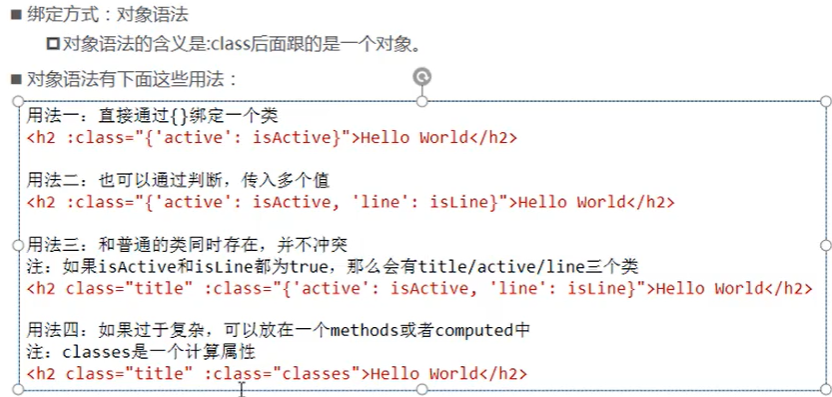 ■ 绑定方式：对象语法
❑ 对象语法的含义是:class后面跟的是一个对象。
■ 对象语法有下面这些用法：
用法一：直接通过{}绑定一个类
<h2 :class="{'active': isActive}">Hello World</h2>
用法二：也可以通过判断，传入多个值
<h2 :class="{'active': isActive, 'line': isLine}">Hello World</h2>
用法三：和普通的类同时存在，并不冲突
注：如果isActive和isLine都为true，那么会有title/active/line三个类
<h2 class="title" :class="{'active': isActive, 'line': isLine}">Hello World</h2>
用法四：如果过于复杂，可以放在一个methods或者computed中
注：classes是一个计算属性
<h2 class="title" :class="classes">Hello World</h2>